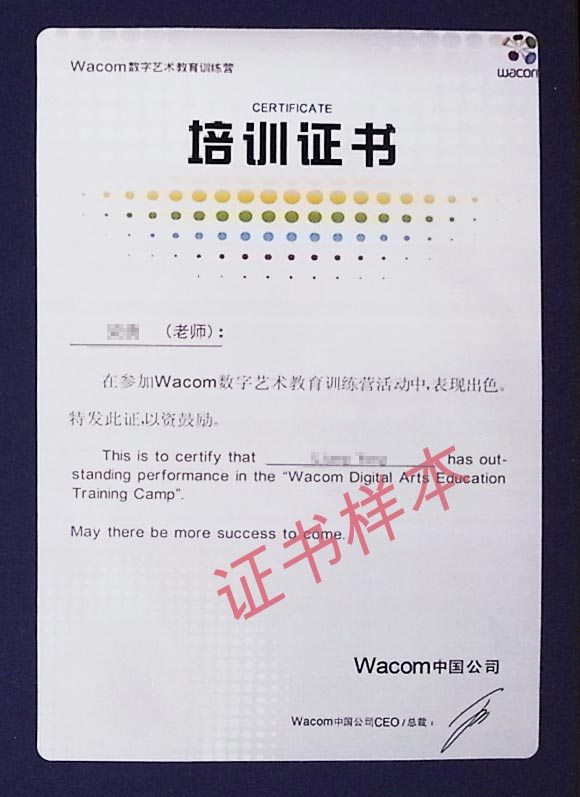 Wacom数字艺术教育训练营
wacom
CERTIFICATE
培训证书
（老师）：
在参加Wacom数字艺术教育训练营活动中,表现出色。
特发此证,以资鼓励。
This is to certify that has out-
standing performance in the “Wacom Digital Arts Education
Training Camp”.
May there be more success to come.
证书样本
Wacom中国公司
Wacom中国公司CEO/总裁：